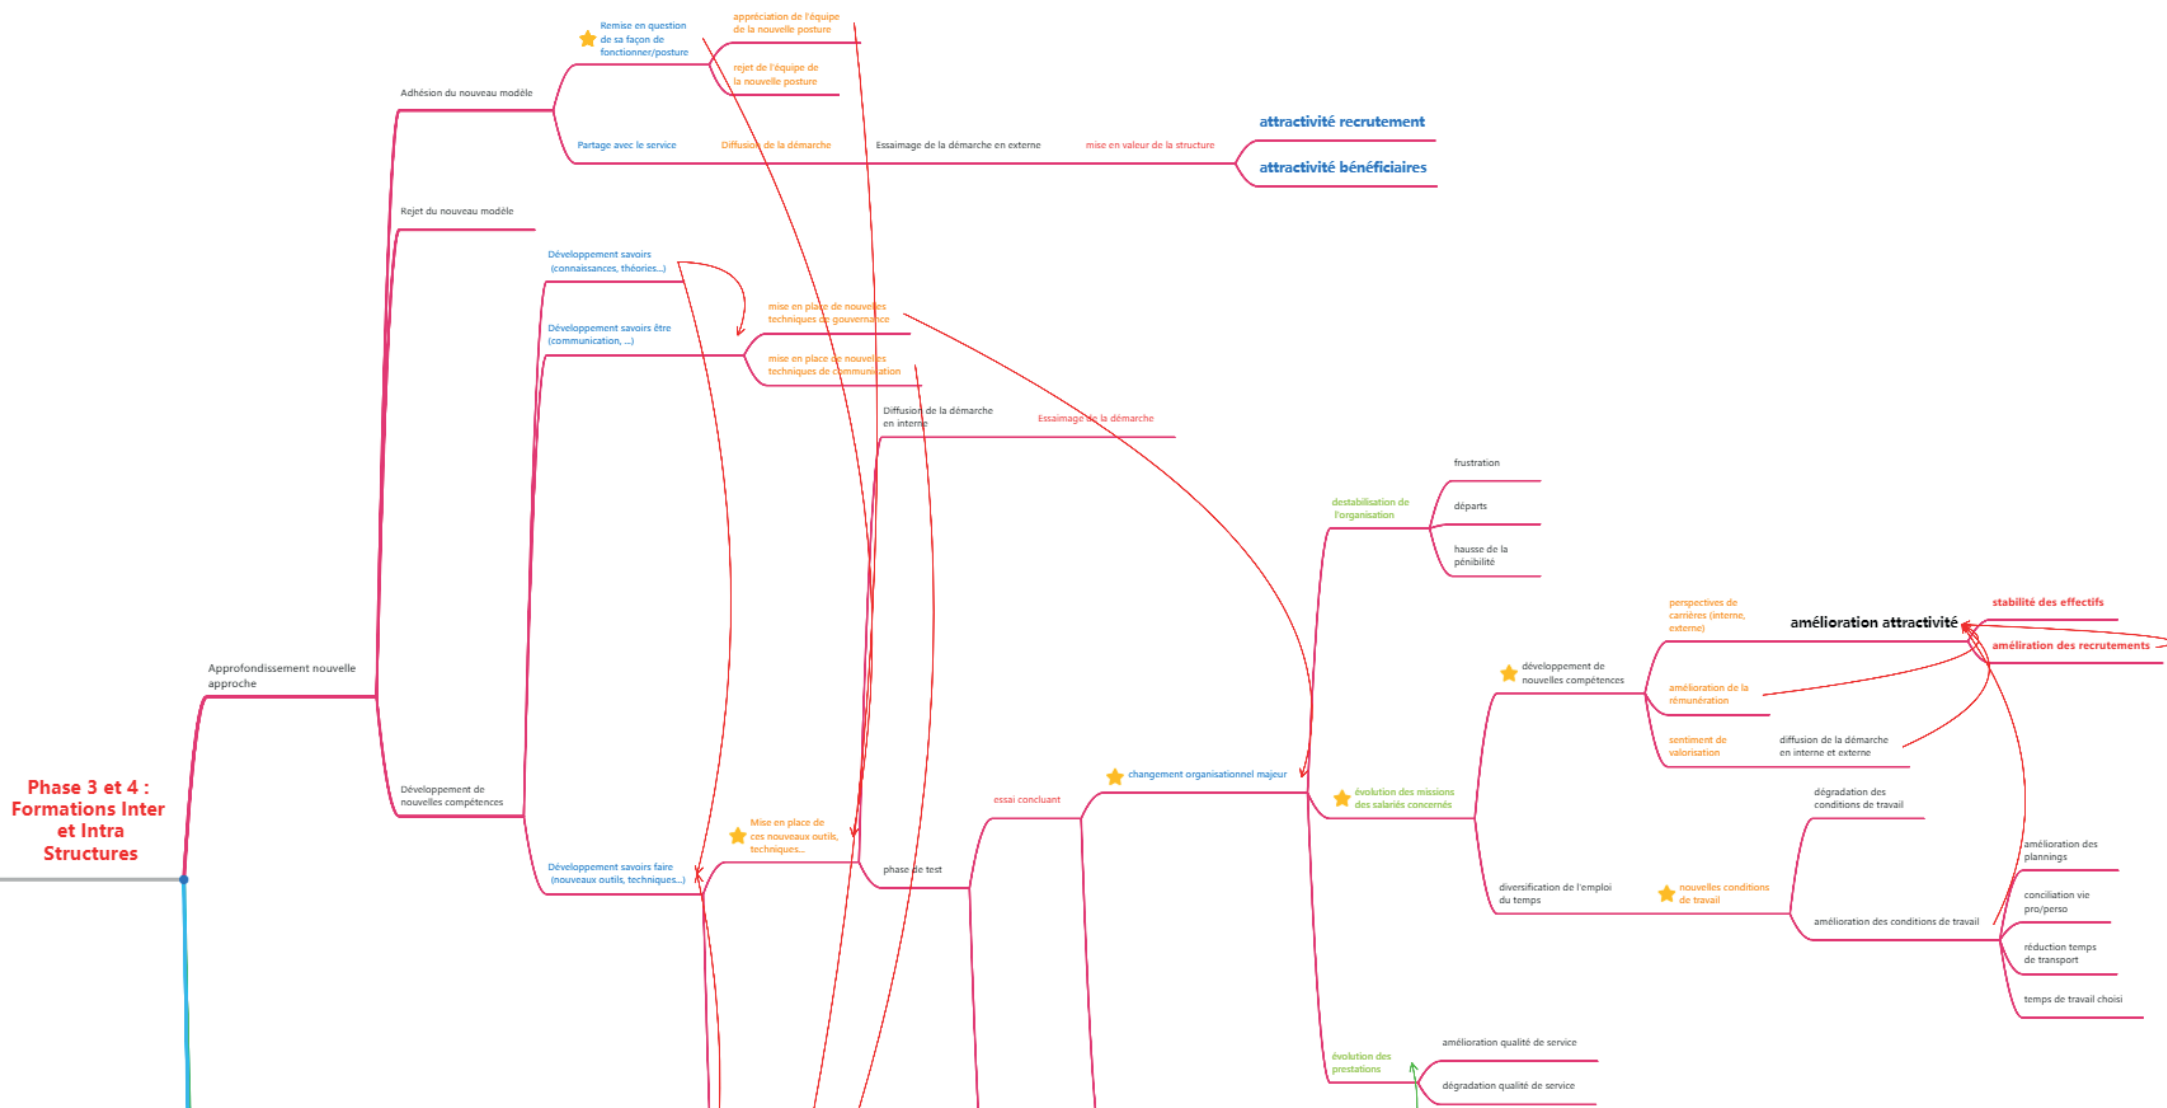 Remise en question
de sa façon de
fonctionner/posture
appréciation de l'équipe
de la nouvelle posture
rejet de l'équipe de
la nouvelle posture
Adhésion du nouveau modèle
Partage avec le service
Diffusion de la démarche
Essaimage de la démarche en externe
mise en valeur de la structure
attractivité recrutement
attractivité bénéficiaires
Rejet du nouveau modèle
Développement savoirs
(connaissances, théories...)
Développement savoirs être
(communication, ...)
mise en place de nouvelles
techniques de gouvernance
mise en place de nouvelles
techniques de communication
Diffusion de la démarche
en interne
Essaimage de la démarche
frustration
destabilisation de
l'organisation
départs
hausse de la
pénibilité
perspectives de
carrières (interne,
externe)
amélioration attractivité
stabilité des effectifs
améliration des recrutements
développement de
nouvelles compétences
amélioration de la
rémunération
sentiment de
valorisation
diffusion de la démarche
en interne et externe
Approfondissement nouvelle
approche
Phase 3 et 4 :
Formations Inter
et Intra
Structures
Développement de
nouvelles compétences
Développement savoirs faire
(nouveaux outils, techniques...)
Mise en place de
ces nouveaux outils,
techniques...
phase de test
essai concluant
changement organisationnel majeur
évolution des missions
des salariés concernés
dégradation des
conditions de travail
diversification de l'emploi
du temps
nouvelles conditions
de travail
amélioration des conditions de travail
amélioration des
plannings
conciliation vie
pro/perso
réduction temps
de transport
temps de travail choisi
évolution des
prestations
amélioration qualité de service
dégradation qualité de service